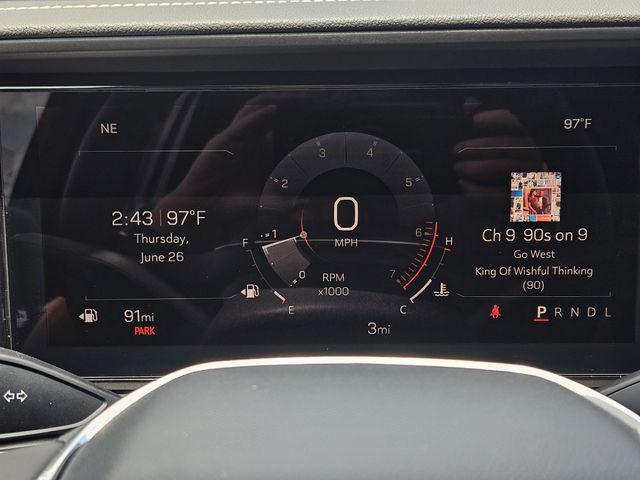 NE
97°F
2:43 97°F
Thursday,
June 26
91mi
PARK
0
1
2
3
4
5
6
7
0
MPH
RPM
x1000
F
E
H
C
3mi
Ch 9 90s on 9
Go West
King Of Wishful Thinking
(90)
P R N D L